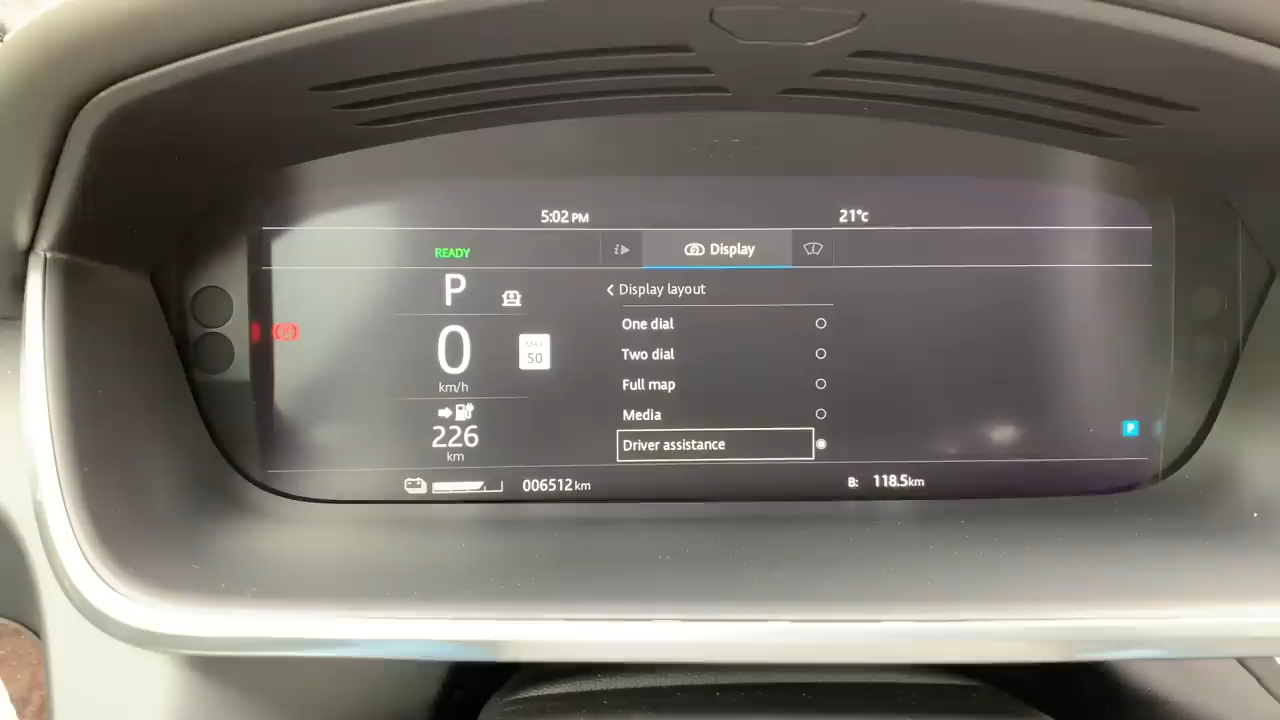 5:02 PM
21°c
READY
Display
P
Display layout
One dial
0
MAX
50
Two dial
km/h
Full map
Media
226
km
Driver assistance
P
006512 km
B: 118.5km